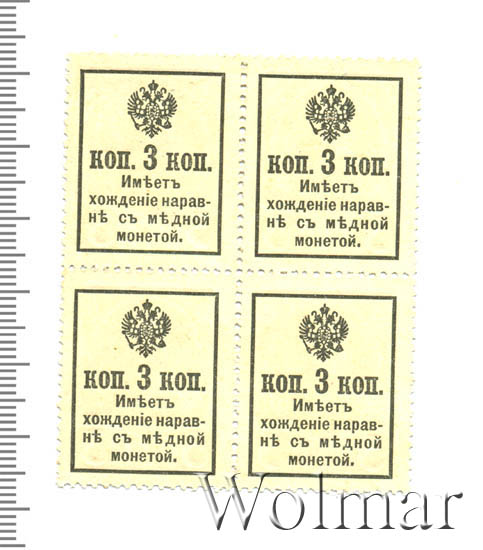 коп. 3 коп.
Имѣетъ
хожденіе нарав-
нѣ съ мѣдной
монетой.
коп. 3 коп.
Имѣетъ
хожденіе нарав-
нѣ съ мѣдной
монетой.
коп. 3 коп.
Имѣетъ
хожденіе нарав-
нѣ съ мѣдной
монетой.
коп. 3 коп.
Имѣетъ
хожденіе нарав-
нѣ съ мѣдной
монетой.
Wolmar